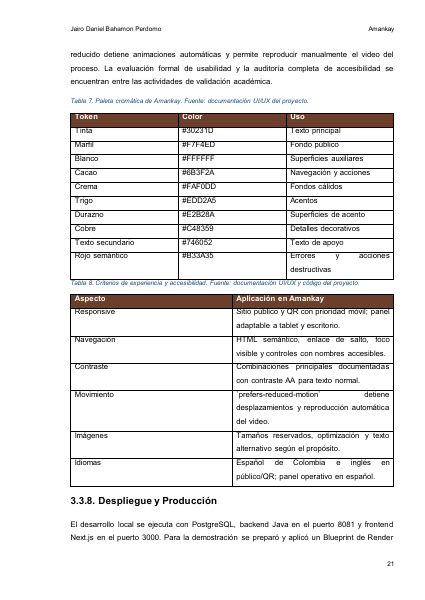 Jairo Daniel Bahamon Perdomo Amankay
reducido detiene animaciones automáticas y permite reproducir manualmente el video del
proceso. La evaluación formal de usabilidad y la auditoría completa de accesibilidad se
encuentran entre las actividades de validación académica.
Tabla 7. Paleta cromática de Amankay. Fuente: documentación UI/UX del proyecto.
Token Color Uso
Tinta #30231D Texto principal
Marfil #F7F4ED Fondo público
Blanco #FFFFFF Superficies auxiliares
Cacao #6B3F2A Navegación y acciones
Crema #FAF0DD Fondos cálidos
Trigo #EDD2A5 Acentos
Durazno #E2B28A Superficies de acento
Cobre #C48359 Detalles decorativos
Texto secundario #746052 Texto de apoyo
Rojo semántico #B33A35 Errores y acciones
destructivas
Tabla 8. Criterios de experiencia y accesibilidad. Fuente: documentación UI/UX y código del proyecto.
Aspecto Aplicación en Amankay
Responsive Sitio público y QR con prioridad móvil; panel
adaptable a tablet y escritorio.
Navegación HTML semántico, enlace de salto, foco
visible y controles con nombres accesibles.
Contraste Combinaciones principales documentadas
con contraste AA para texto normal.
Movimiento `prefers-reduced-motion` detiene
desplazamientos y reproducción automática
del video.
Imágenes Tamaños reservados, optimización y texto
alternativo según el propósito.
Idiomas Español de Colombia e inglés en
público/QR; panel operativo en español.
3.3.8. Despliegue y Producción
El desarrollo local se ejecuta con PostgreSQL, backend Java en el puerto 8081 y frontend
Next.js en el puerto 3000. Para la demostración se preparó y aplicó un Blueprint de Render
21